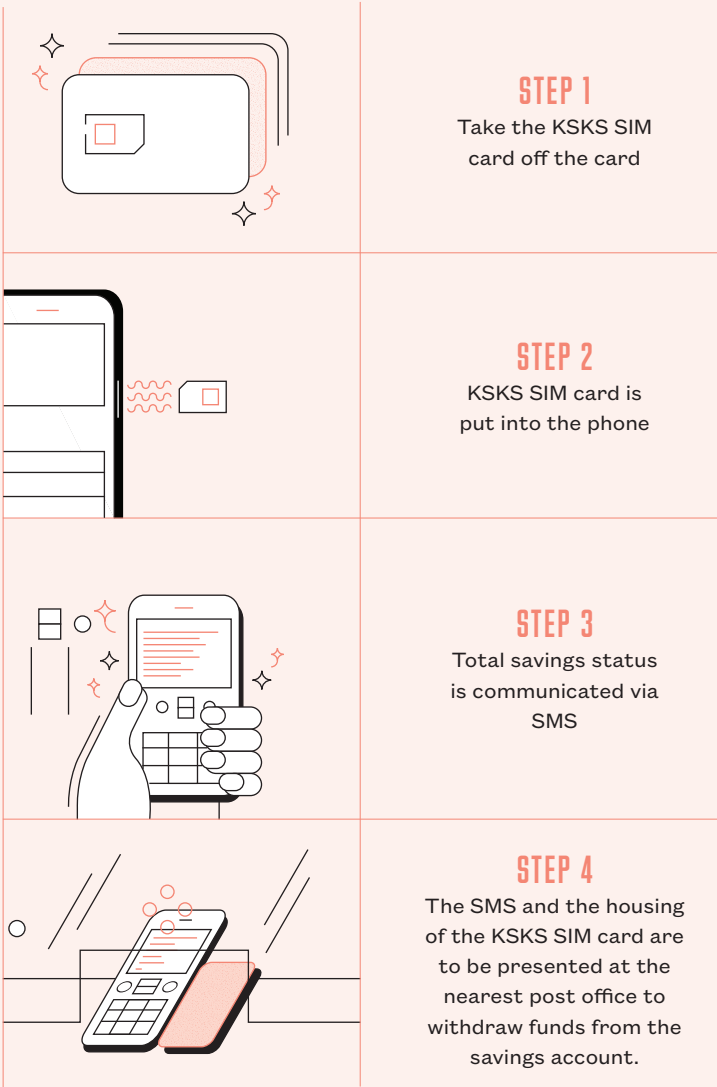 STEP 1
Take the KSKS SIM
card off the card
STEP 2
KSKS SIM card is
put into the phone
STEP 3
Total savings status
is communicated via
SMS
STEP 4
The SMS and the housing
of the KSKS SIM card are
to be presented at the
nearest post office to
withdraw funds from the
savings account.